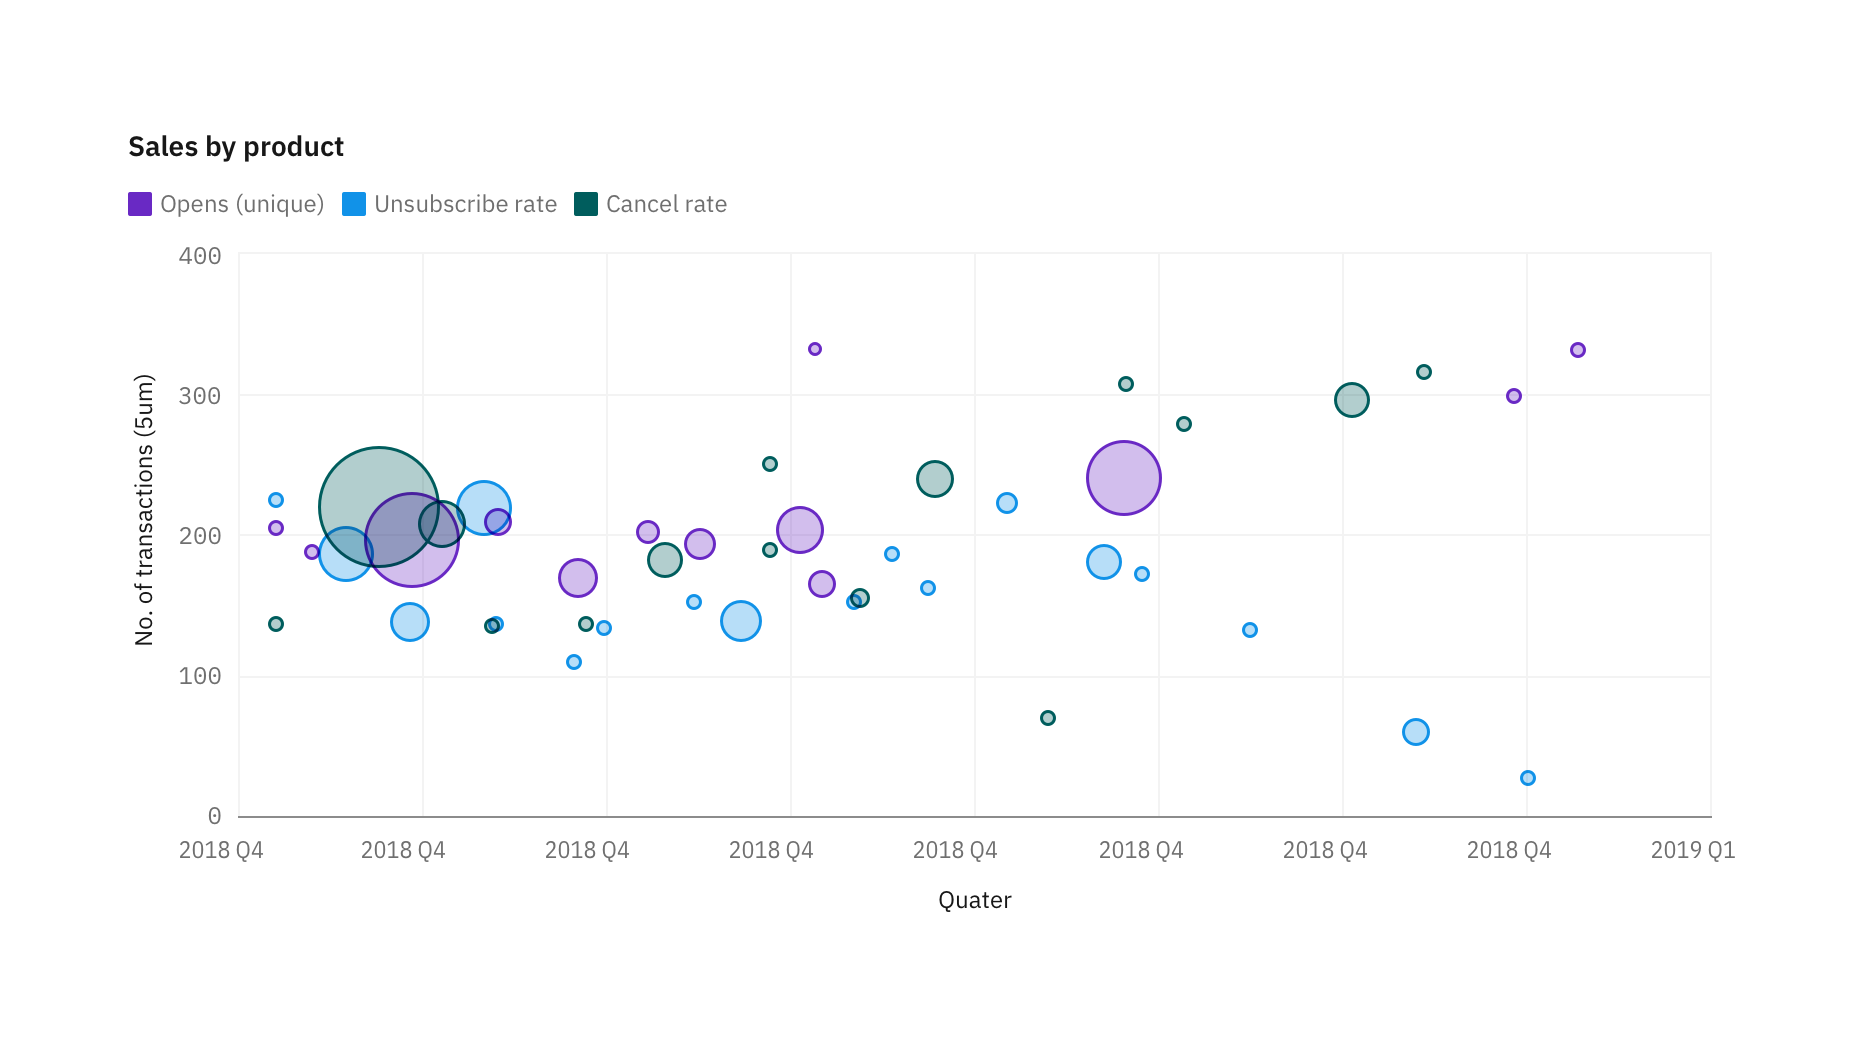 Sales by product
Opens (unique) Unsubscribe rate Cancel rate
400
300
200
100
0
No. of transactions (5um)
2018 Q4 2018 Q4 2018 Q4 2018 Q4 2018 Q4 2018 Q4 2018 Q4 2018 Q4 2019 Q1
Quater